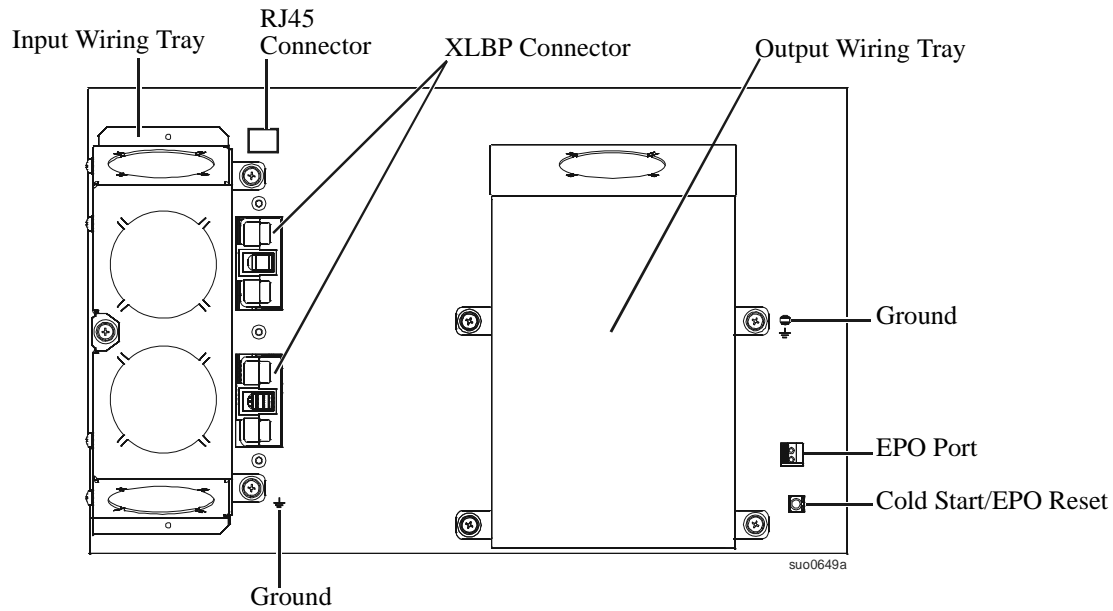 RJ45
Connector
Input Wiring Tray
XLBP Connector
Output Wiring Tray
Ground
EPO Port
Cold Start/EPO Reset
suo0649a
Ground